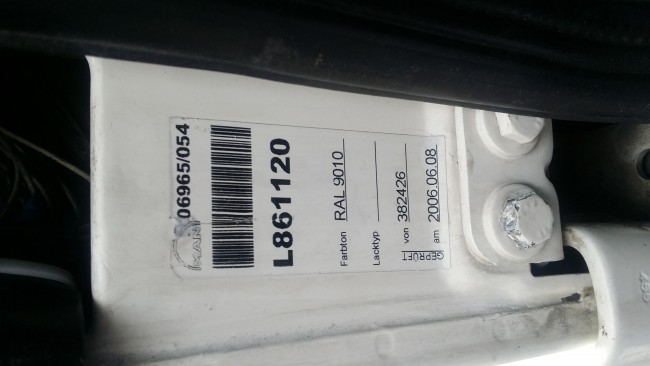 06965/054
L861120
Farbton RAL 9010
Lacktyp
von 382426
GEPRÜFT am 2006.06.08